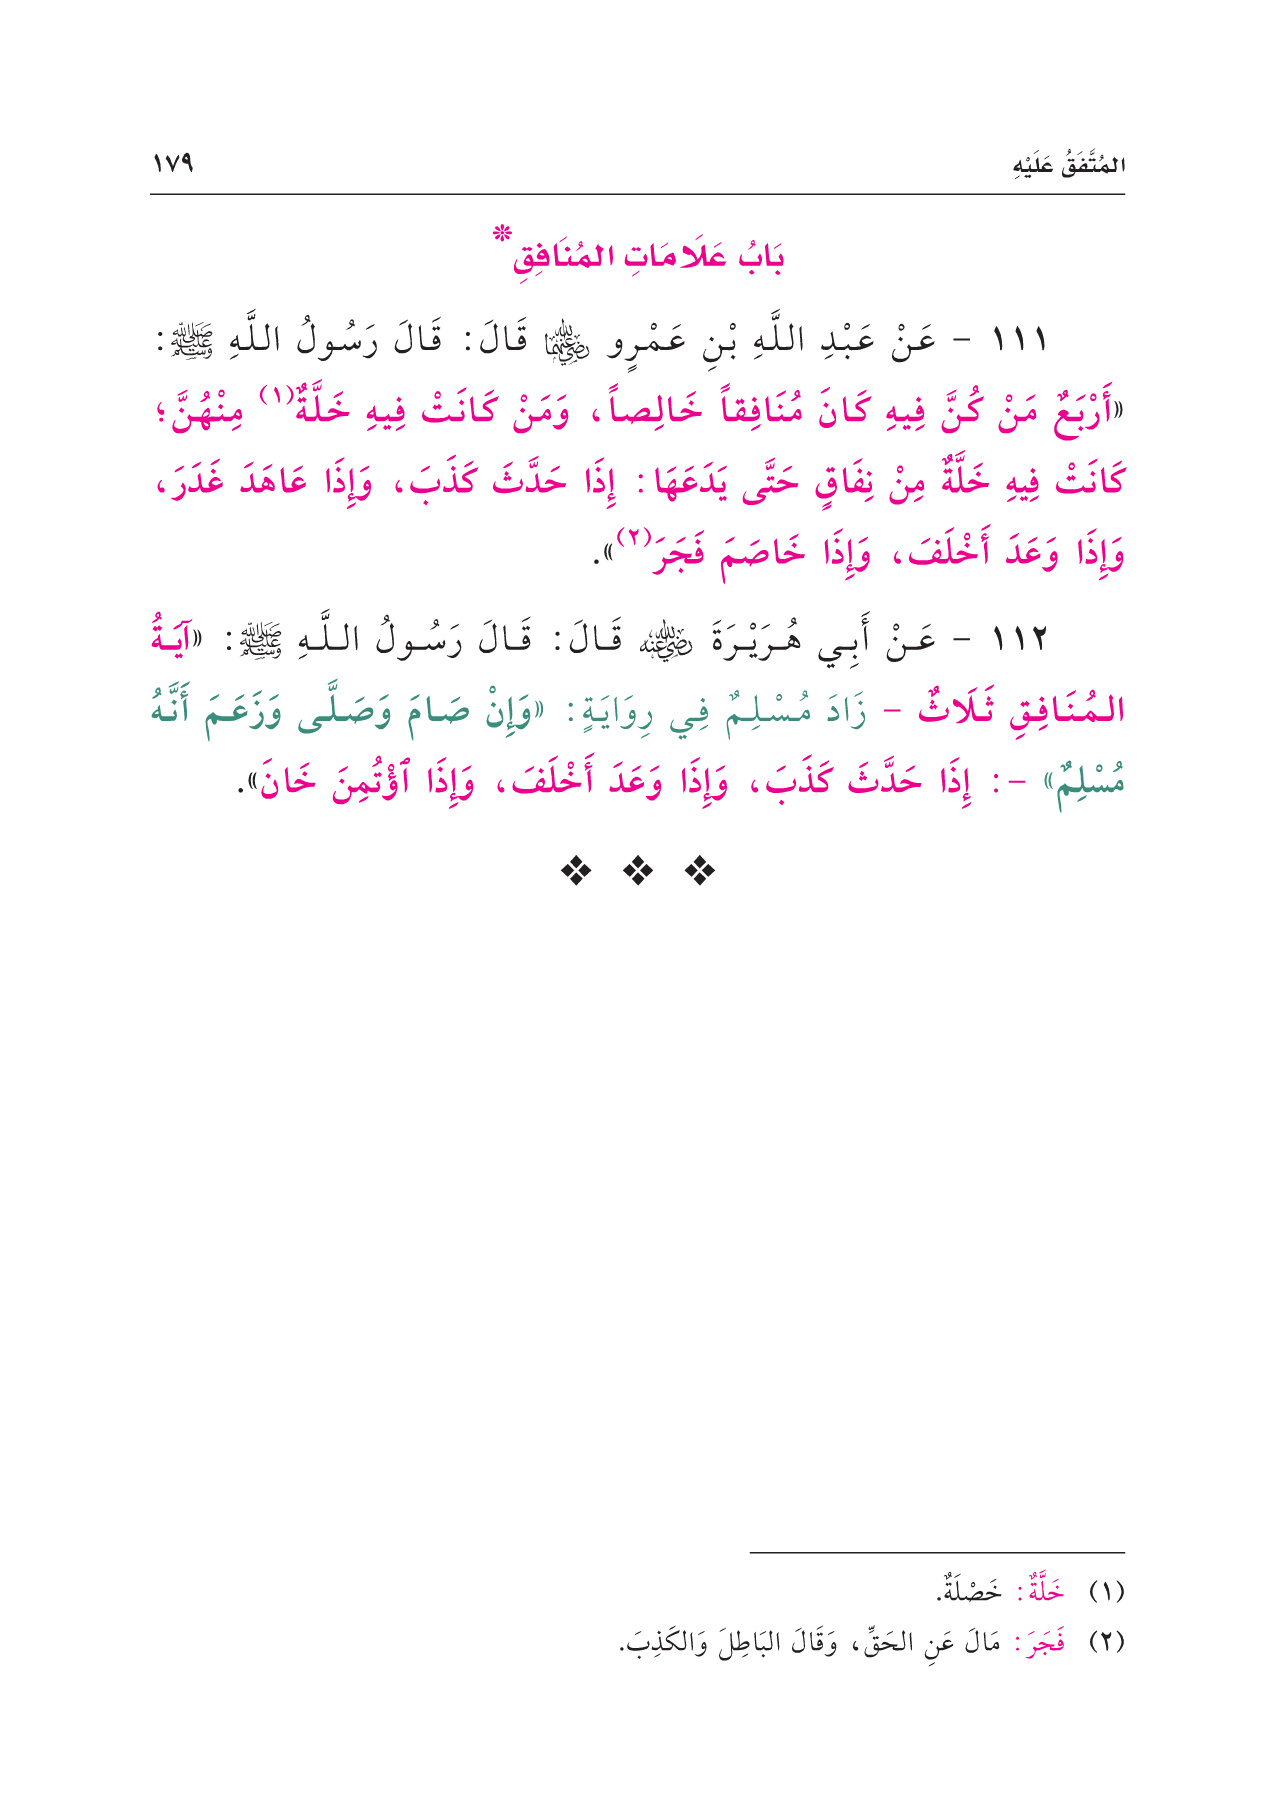 المُتَّفَقُ عَلَيْهِ ١٧٩
بَابُ عَلَامَاتِ المُنَافِقِ*
١١١ - عَنْ عَبْدِ اللَّهِ بْنِ عَمْرٍو رضي الله عنهما قَالَ: قَالَ رَسُولُ اللَّهِ ﷺ:
«أَرْبَعٌ مَنْ كُنَّ فِيهِ كَانَ مُنَافِقاً خَالِصاً، وَمَنْ كَانَتْ فِيهِ خَلَّةٌ(١) مِنْهُنَّ؛
كَانَتْ فِيهِ خَلَّةٌ مِنْ نِفَاقٍ حَتَّى يَدَعَهَا: إِذَا حَدَّثَ كَذَبَ، وَإِذَا عَاهَدَ غَدَرَ،
وَإِذَا وَعَدَ أَخْلَفَ، وَإِذَا خَاصَمَ فَجَرَ(٢)».
١١٢ - عَنْ أَبِي هُرَيْرَةَ رضي الله عنه قَالَ: قَالَ رَسُولُ اللَّهِ ﷺ: «آيَةُ
المُنَافِقِ ثَلَاثٌ - زَادَ مُسْلِمٌ فِي رِوَايَةٍ: «وَإِنْ صَامَ وَصَلَّى وَزَعَمَ أَنَّهُ
مُسْلِمٌ» -: إِذَا حَدَّثَ كَذَبَ، وَإِذَا وَعَدَ أَخْلَفَ، وَإِذَا ٱؤْتُمِنَ خَانَ».
(١) خَلَّةٌ: خَصْلَةٌ.
(٢) فَجَرَ: مَالَ عَنِ الحَقِّ، وَقَالَ البَاطِلَ وَالكَذِبَ.